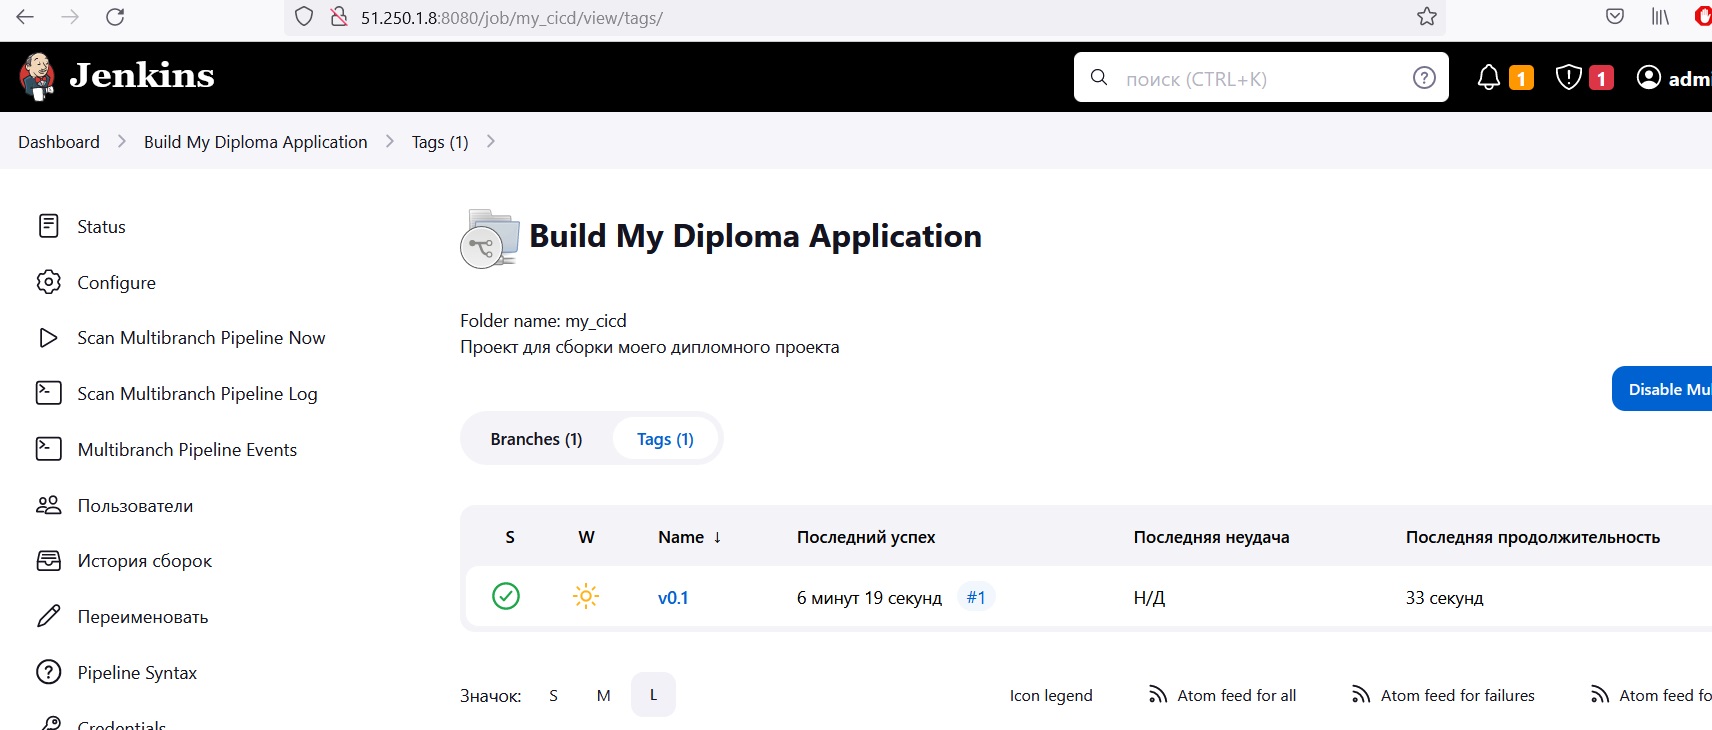 51.250.1.8:8080/job/my_cicd/view/tags/
Jenkins
поиск (CTRL+K)
1
1
admi
Dashboard
Build My Diploma Application
Tags (1)
Status
Configure
Scan Multibranch Pipeline Now
Scan Multibranch Pipeline Log
Multibranch Pipeline Events
Пользователи
История сборок
Переименовать
Pipeline Syntax
Credentials
Build My Diploma Application
Folder name: my_cicd
Проект для сборки моего дипломного проекта
Disable Mul
Branches (1)
Tags (1)
S W Name ↓ Последний успех Последняя неудача Последняя продолжительность
v0.1 6 минут 19 секунд #1 Н/Д 33 секунд
Значок: S M L
Icon legend
Atom feed for all
Atom feed for failures
Atom feed fo